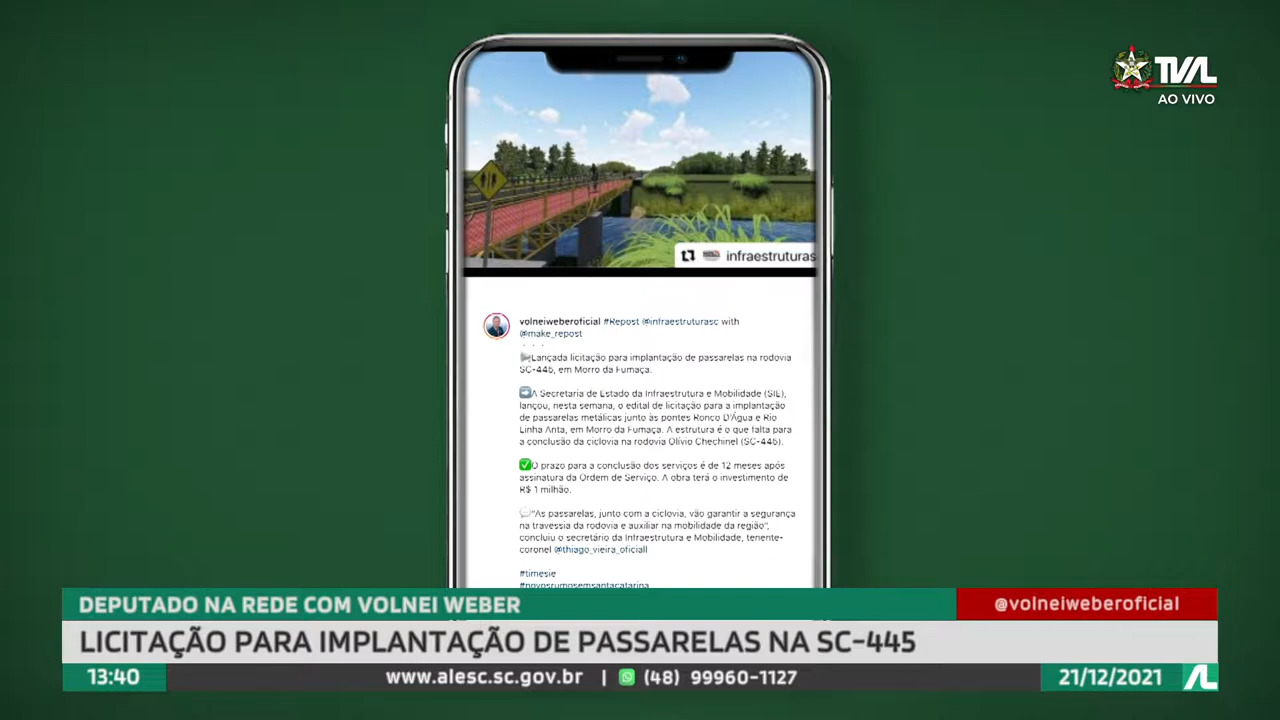 TVAL
AO VIVO
infraestruturas
volneiweberoficial #Repost @infraestruturasc with
@make_repost
・・・
Lançada licitação para implantação de passarelas na rodovia
SC-445, em Morro da Fumaça.
A Secretaria de Estado da Infraestrutura e Mobilidade (SIE),
lançou, nesta semana, o edital de licitação para a implantação
de passarelas metálicas junto às pontes Ronco D'Água e Rio
Linha Anta, em Morro da Fumaça. A estrutura é o que falta para
a conclusão da ciclovia na rodovia Olívio Chechinel (SC-445).
O prazo para a conclusão dos serviços é de 12 meses após
assinatura da Ordem de Serviço. A obra terá o investimento de
R$ 1 milhão.
"As passarelas, junto com a ciclovia, vão garantir a segurança
na travessia da rodovia e auxiliar na mobilidade da região",
concluiu o secretário da Infraestrutura e Mobilidade, tenente-
coronel @thiago_vieira_oficiall
#timesie
#novosrumosemsantacatarina
DEPUTADO NA REDE COM VOLNEI WEBER
@volneiweberoficial
LICITAÇÃO PARA IMPLANTAÇÃO DE PASSARELAS NA SC-445
13:40
www.alesc.sc.gov.br | (48) 99960-1127
21/12/2021